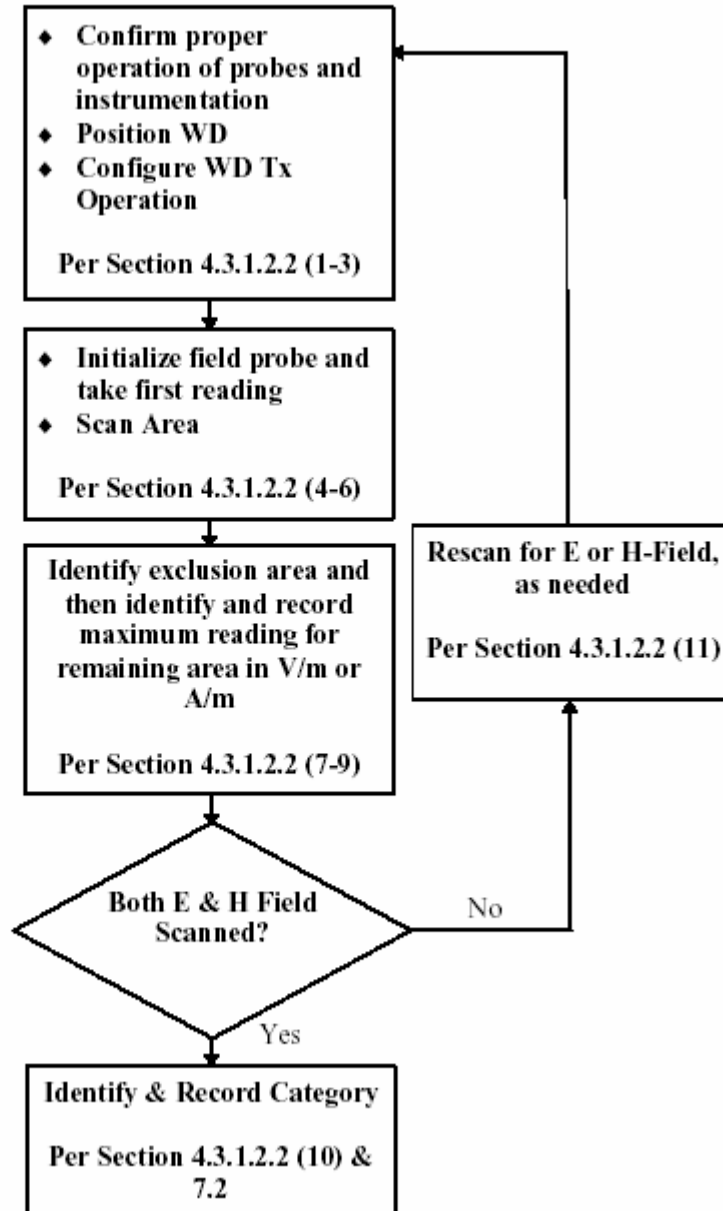 ♦ Confirm proper
operation of probes and
instrumentation
♦ Position WD
♦ Configure WD Tx
Operation
Per Section 4.3.1.2.2 (1-3)
♦ Initialize field probe and
take first reading
♦ Scan Area
Per Section 4.3.1.2.2 (4-6)
Identify exclusion area and
then identify and record
maximum reading for
remaining area in V/m or
A/m
Per Section 4.3.1.2.2 (7-9)
Rescan for E or H-Field,
as needed
Per Section 4.3.1.2.2 (11)
Both E & H Field
Scanned?
No
Yes
Identify & Record Category
Per Section 4.3.1.2.2 (10) &
7.2